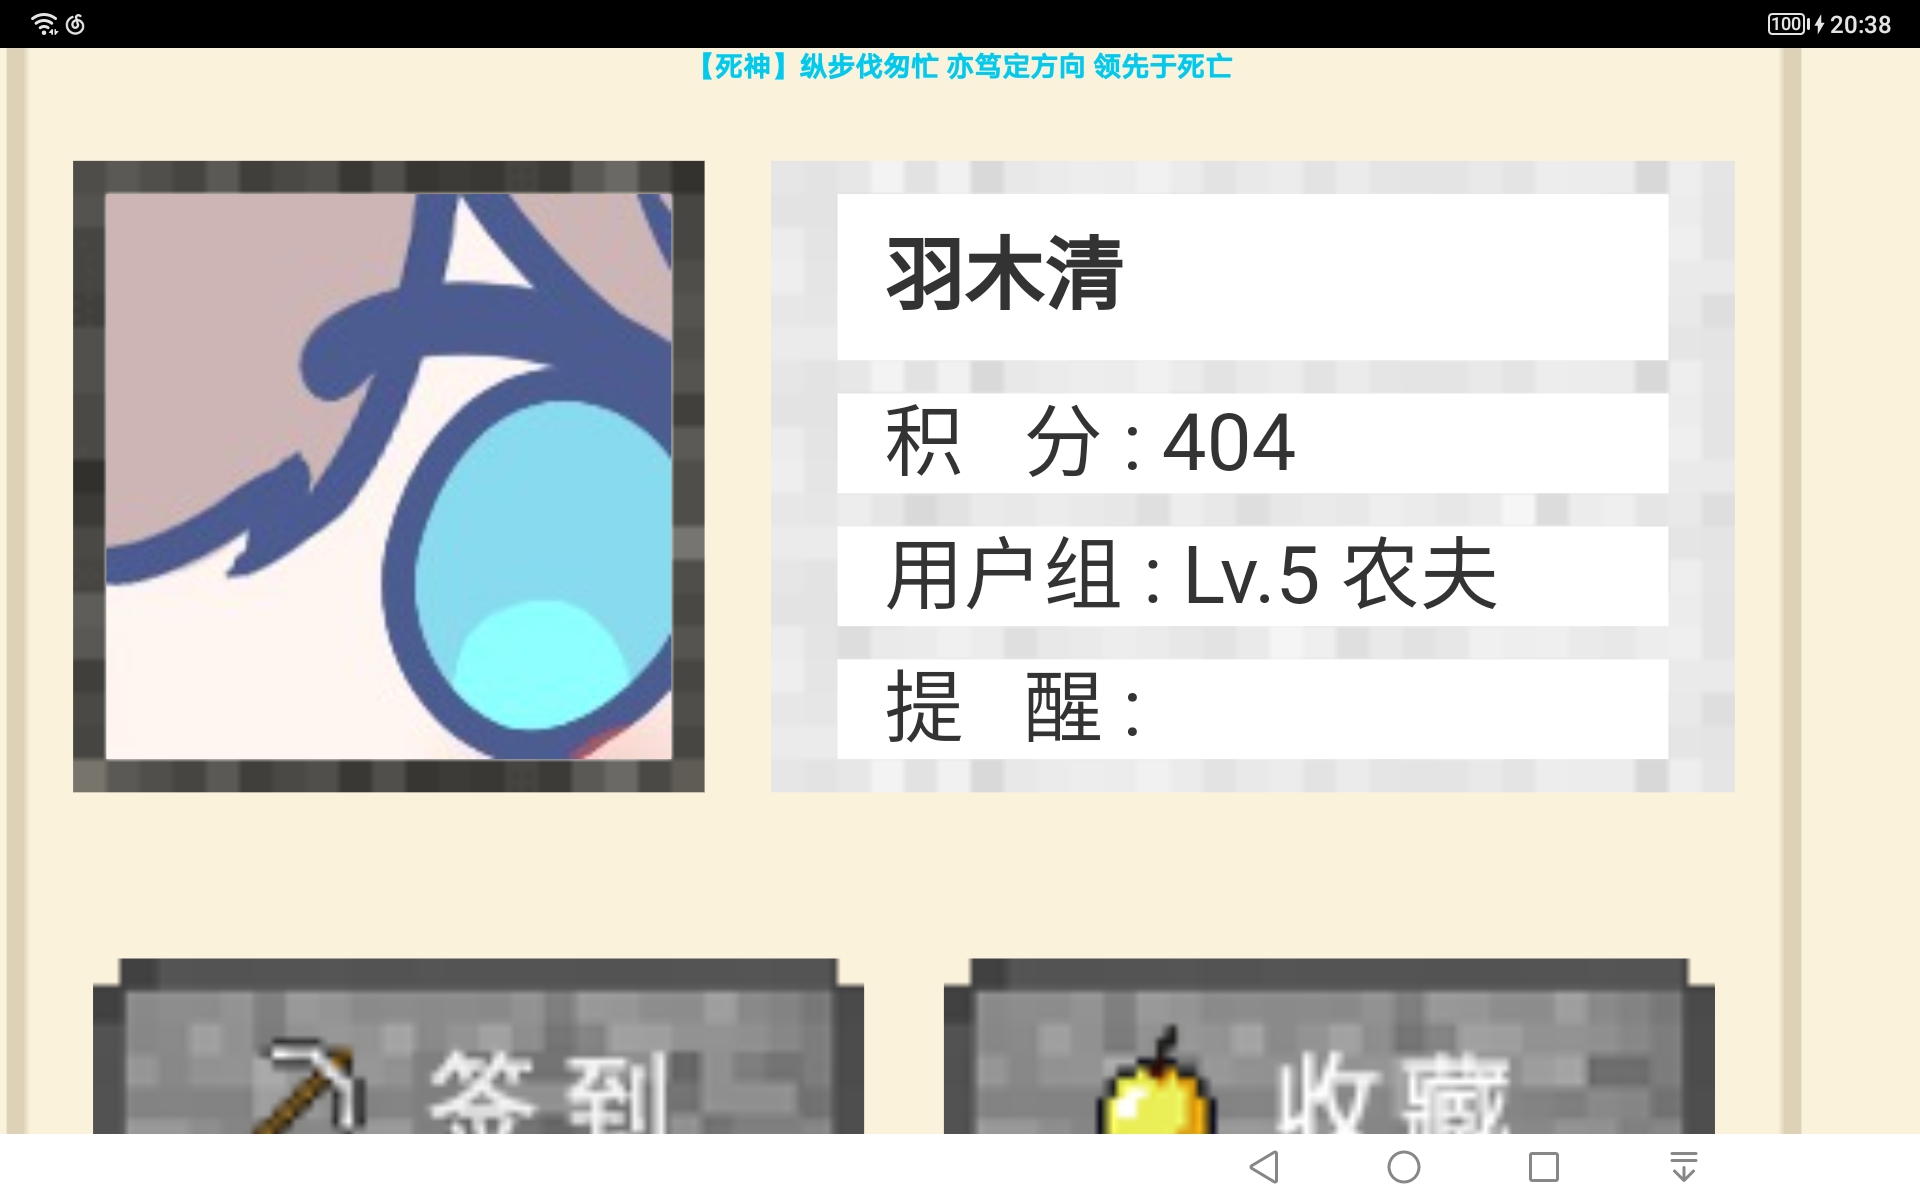 100 20:38
【死神】纵步伐匆忙 亦笃定方向 领先于死亡
羽木清
积 分 : 404
用户组 : Lv.5 农夫
提 醒 :
签到 收藏